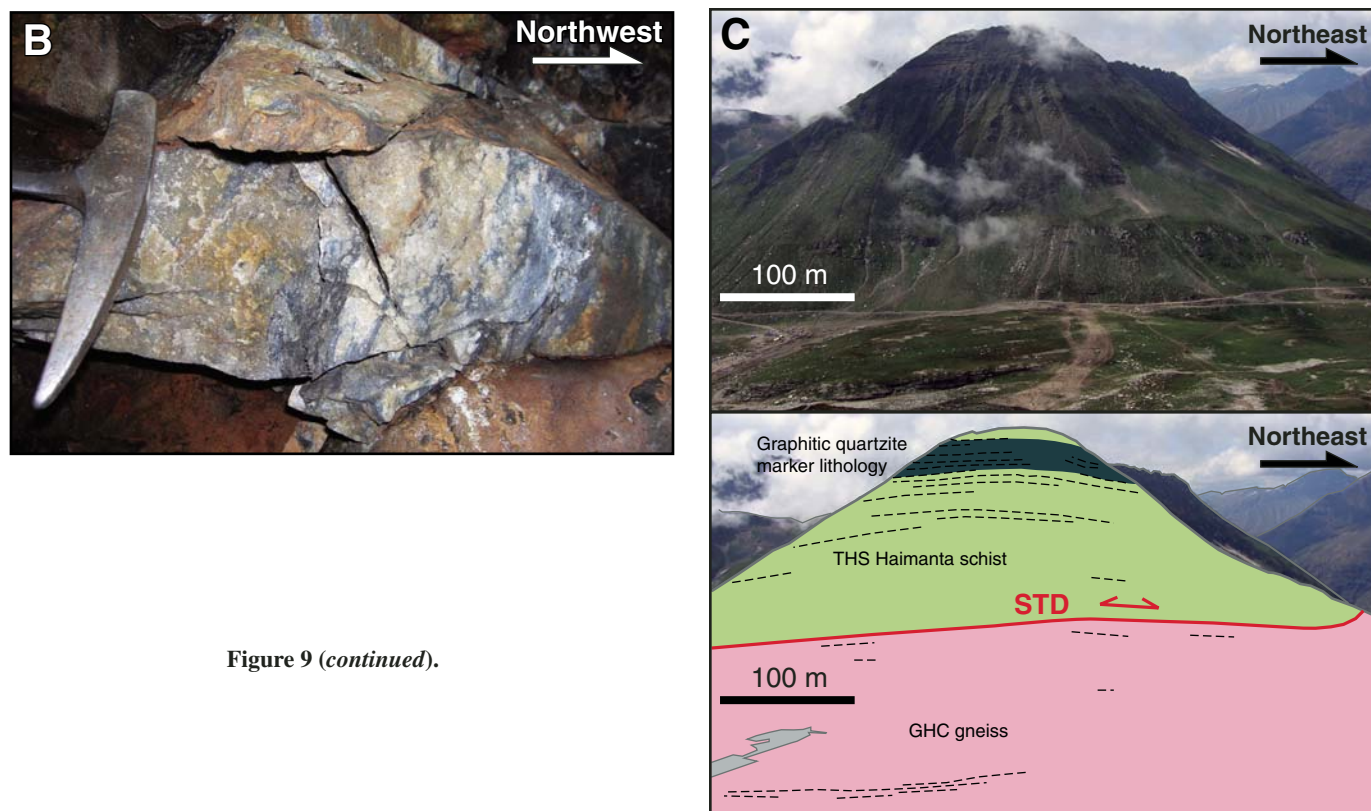 B
Northwest
Figure 9 (continued).
C
Northeast
100 m
Graphitic quartzite
marker lithology
Northeast
THS Haimanta schist
STD
100 m
GHC gneiss